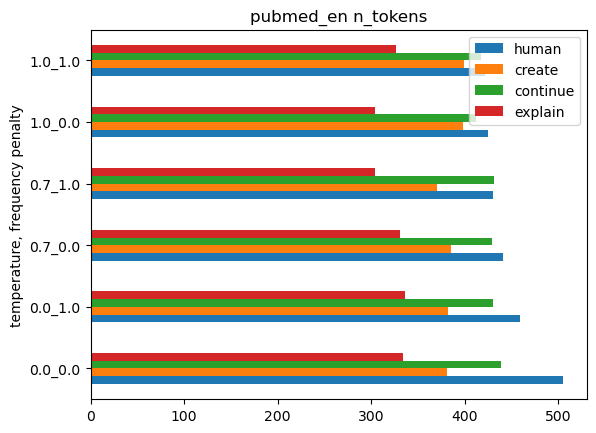 pubmed_en n_tokens
human
create
continue
explain
temperature, frequency penalty
1.0_1.0
1.0_0.0
0.7_1.0
0.7_0.0
0.0_1.0
0.0_0.0
0 100 200 300 400 500